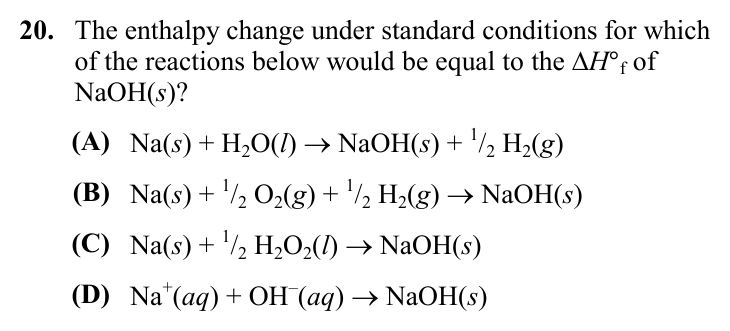 20. The enthalpy change under standard conditions for which
of the reactions below would be equal to the ΔH°f of
NaOH(s)?
(A) Na(s) + H₂O(l) → NaOH(s) + ¹/₂ H₂(g)
(B) Na(s) + ¹/₂ O₂(g) + ¹/₂ H₂(g) → NaOH(s)
(C) Na(s) + ¹/₂ H₂O₂(l) → NaOH(s)
(D) Na⁺(aq) + OH⁻(aq) → NaOH(s)